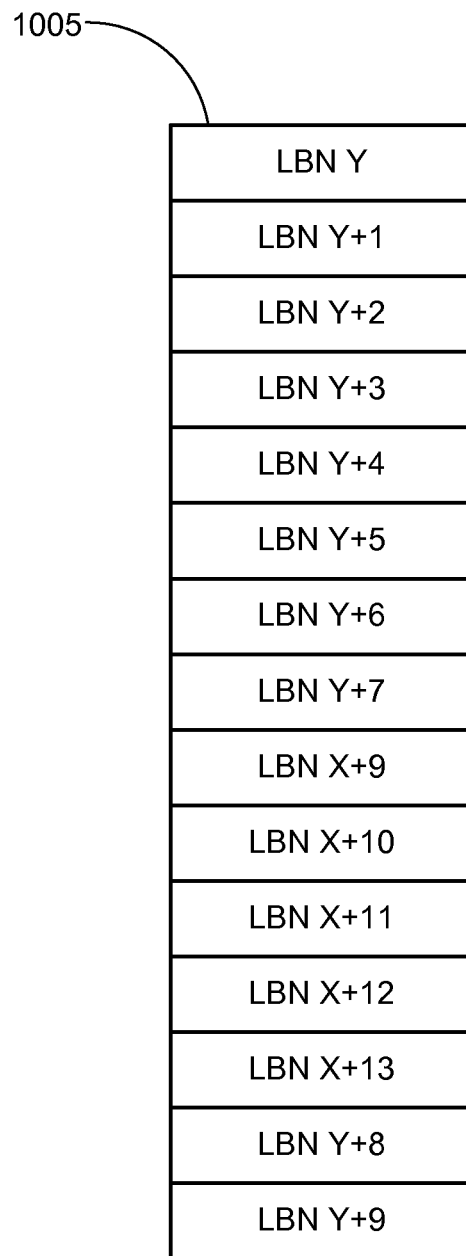 1005
LBN Y
LBN Y+1
LBN Y+2
LBN Y+3
LBN Y+4
LBN Y+5
LBN Y+6
LBN Y+7
LBN X+9
LBN X+10
LBN X+11
LBN X+12
LBN X+13
LBN Y+8
LBN Y+9